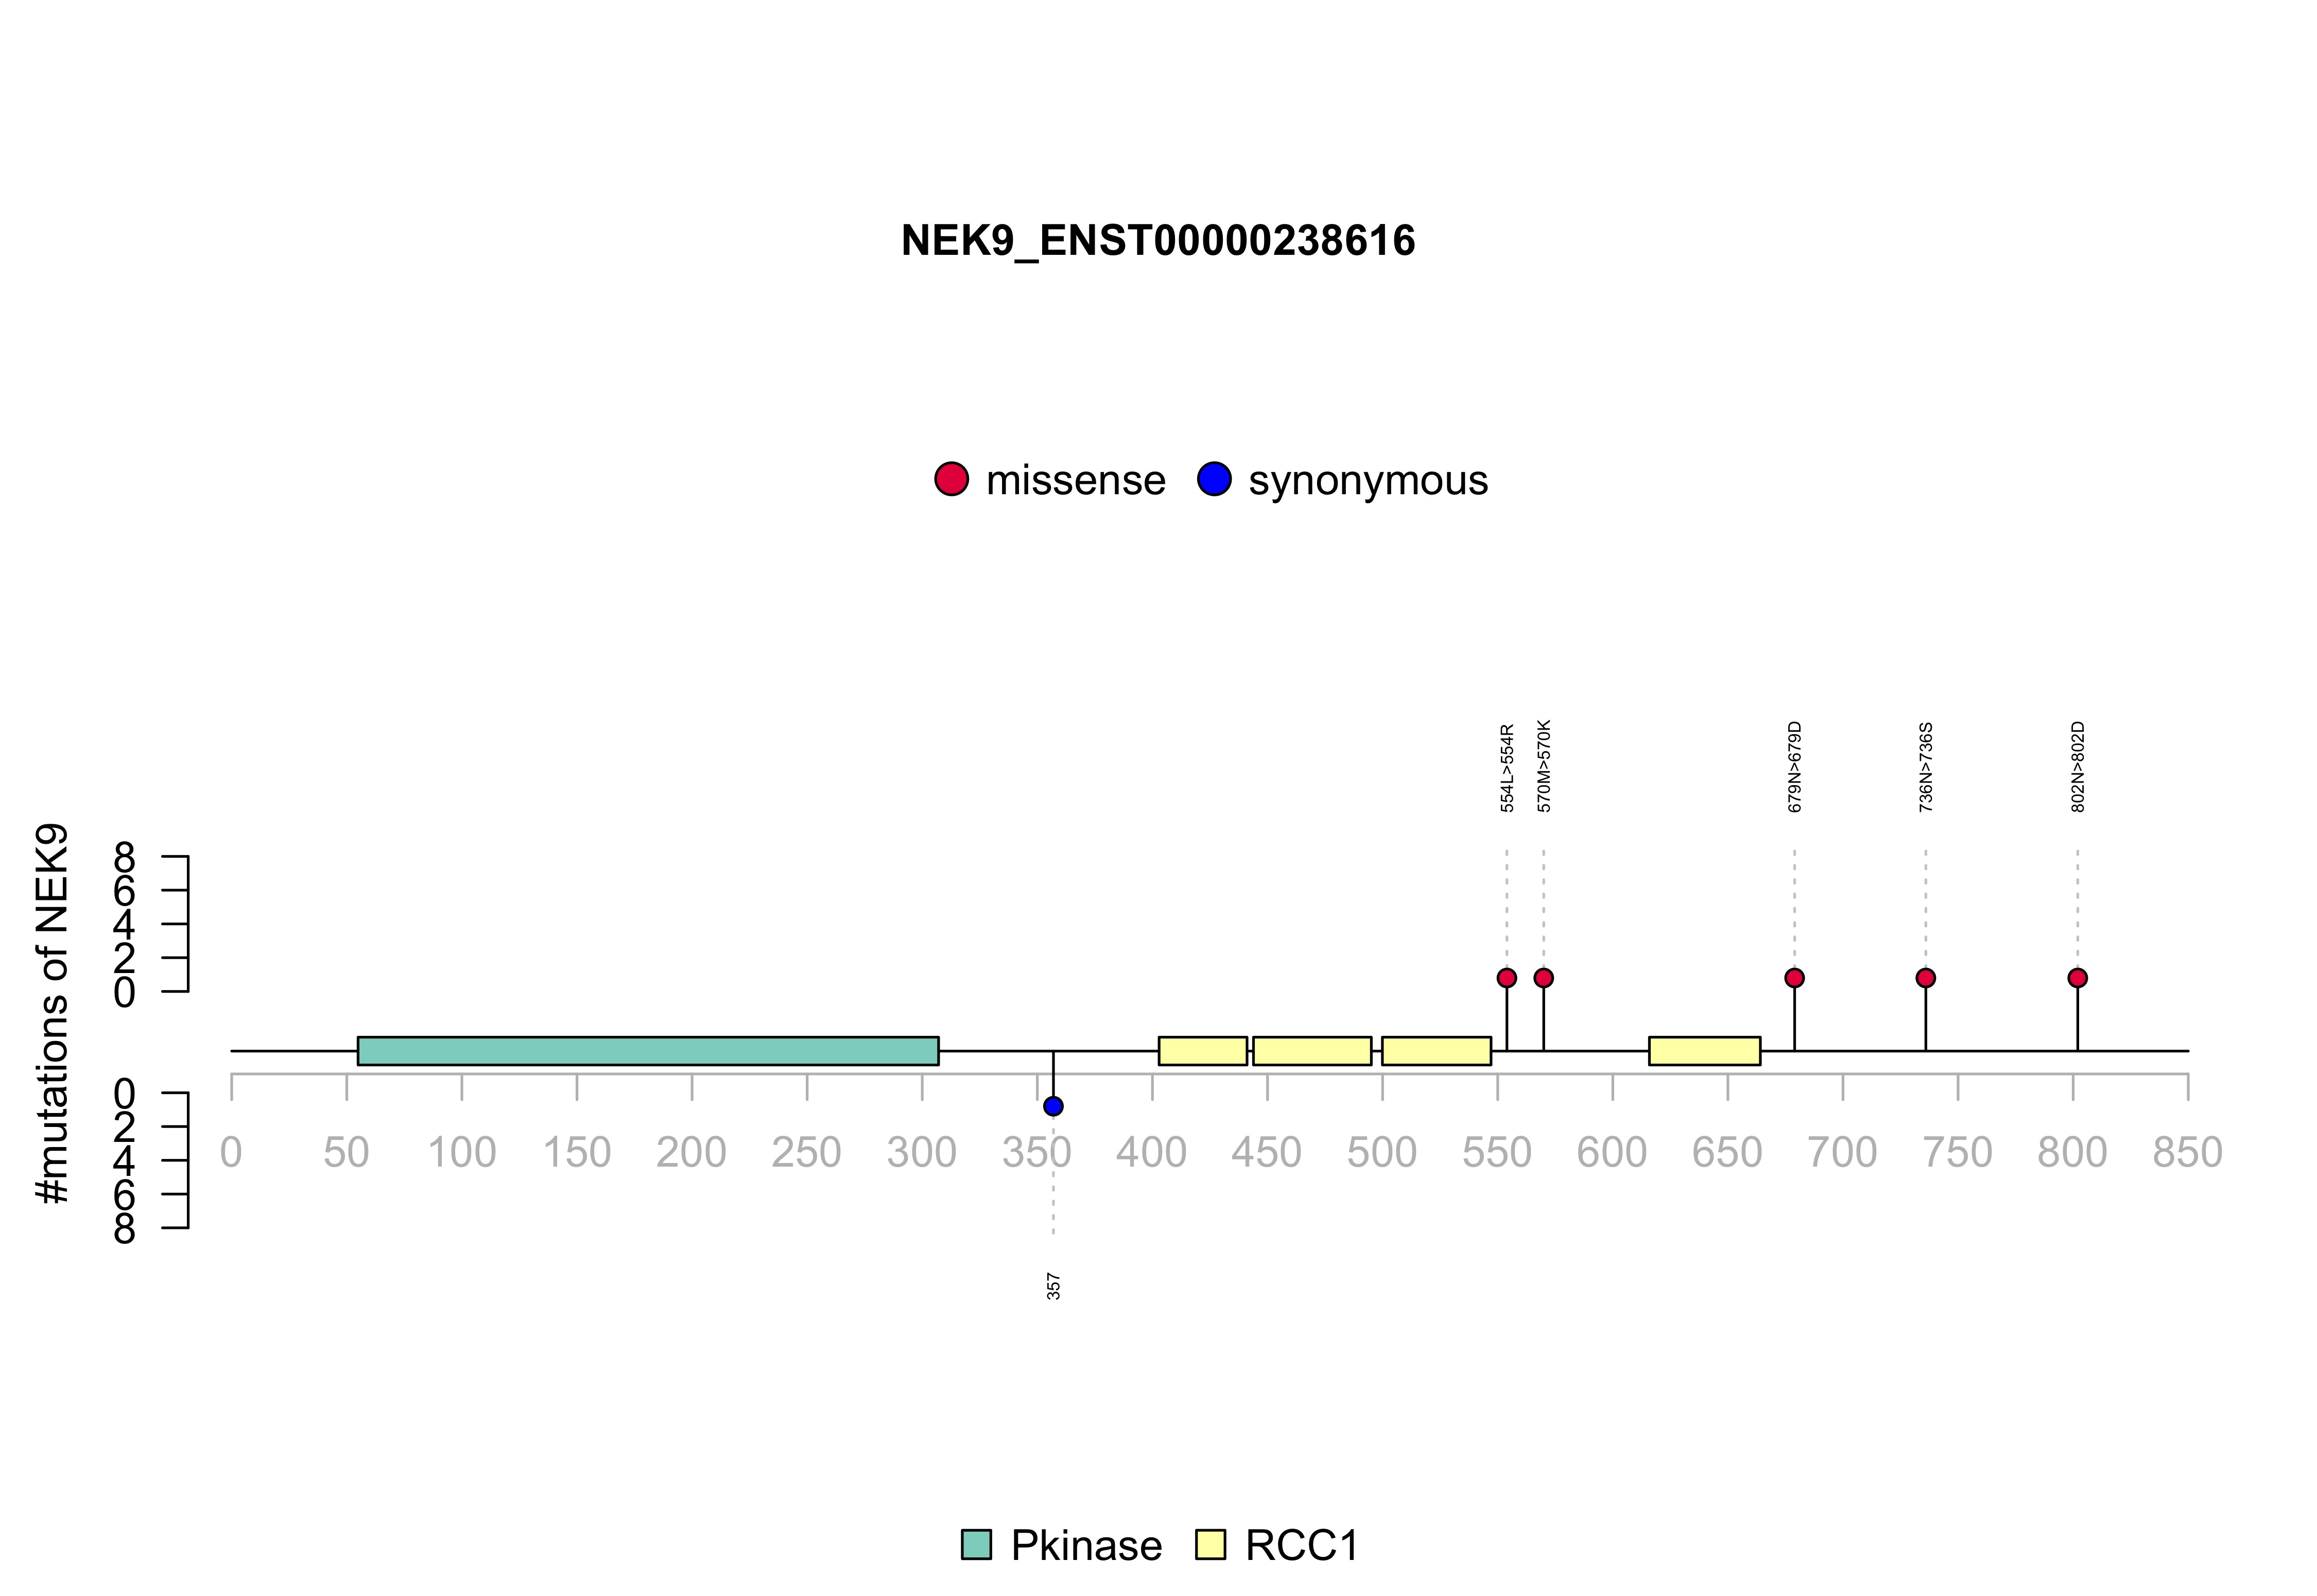 NEK9_ENST00000238616
missense synonymous
554L>554R
570M>570K
679N>679D
736N>736S
802N>802D
#mutations of NEK9
8
6
4
2
0
0
2
4
6
8
0 50 100 150 200 250 300 350 400 450 500 550 600 650 700 750 800 850
357
Pkinase RCC1